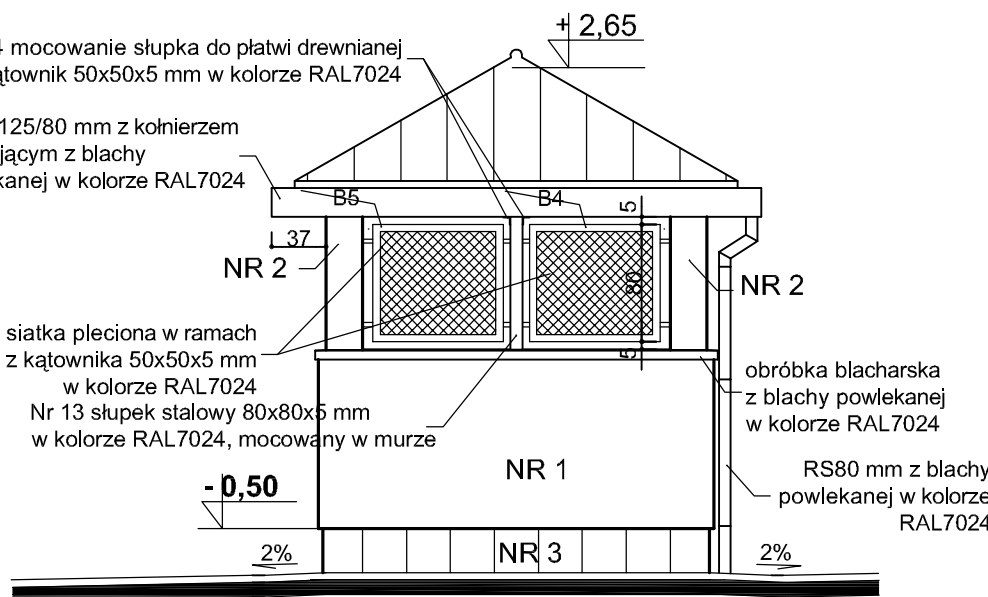 + 2,65
4 mocowanie słupka do płatwi drewnianej
kątownik 50x50x5 mm w kolorze RAL7024
125/80 mm z kołnierzem
jącym z blachy
kanej w kolorze RAL7024
B5
B4
5
37
NR 2
80
NR 2
siatka pleciona w ramach
z kątownika 50x50x5 mm
w kolorze RAL7024
5
obróbka blacharska
z blachy powlekanej
w kolorze RAL7024
Nr 13 słupek stalowy 80x80x5 mm
w kolorze RAL7024, mocowany w murze
NR 1
RS80 mm z blachy
powlekanej w kolorze
RAL7024
- 0,50
NR 3
2%
2%